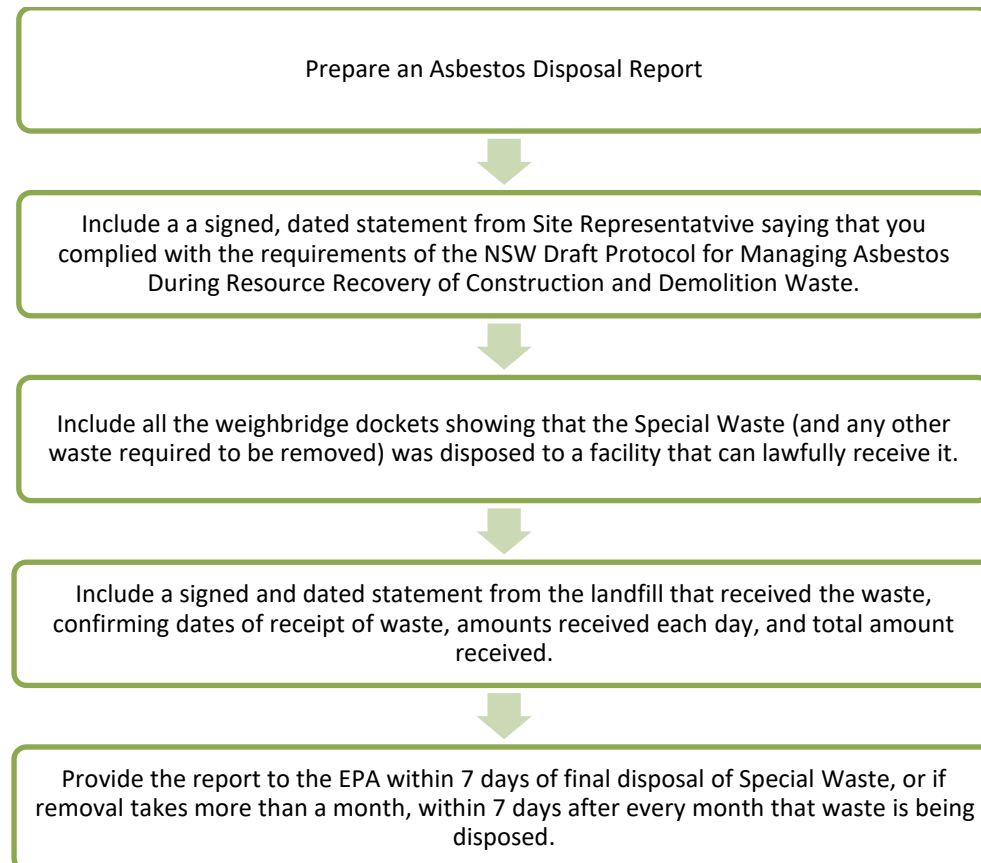 Prepare an Asbestos Disposal Report
Include a a signed, dated statement from Site Representatvive saying that you
complied with the requirements of the NSW Draft Protocol for Managing Asbestos
During Resource Recovery of Construction and Demolition Waste.
Include all the weighbridge dockets showing that the Special Waste (and any other
waste required to be removed) was disposed to a facility that can lawfully receive it.
Include a signed and dated statement from the landfill that received the waste,
confirming dates of receipt of waste, amounts received each day, and total amount
received.
Provide the report to the EPA within 7 days of final disposal of Special Waste, or if
removal takes more than a month, within 7 days after every month that waste is being
disposed.